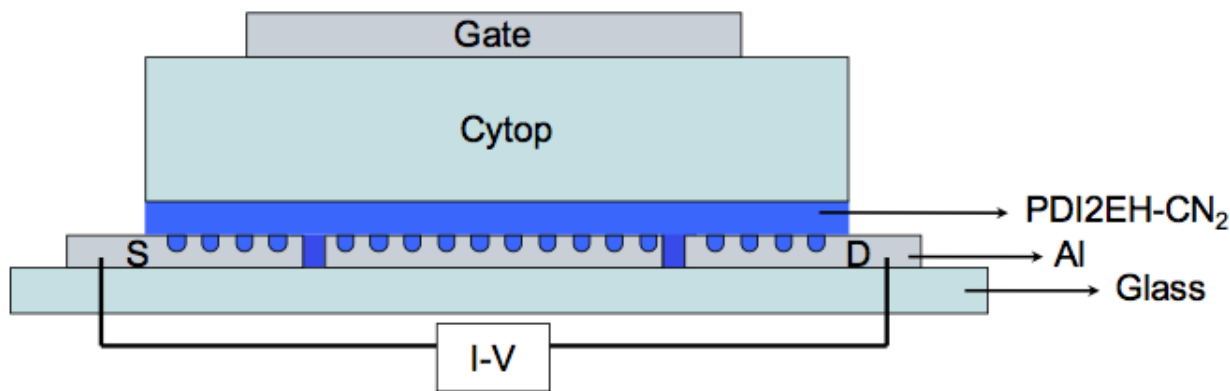 Gate
Cytop
PDI2EH-CN₂
S
D
Al
Glass
I-V